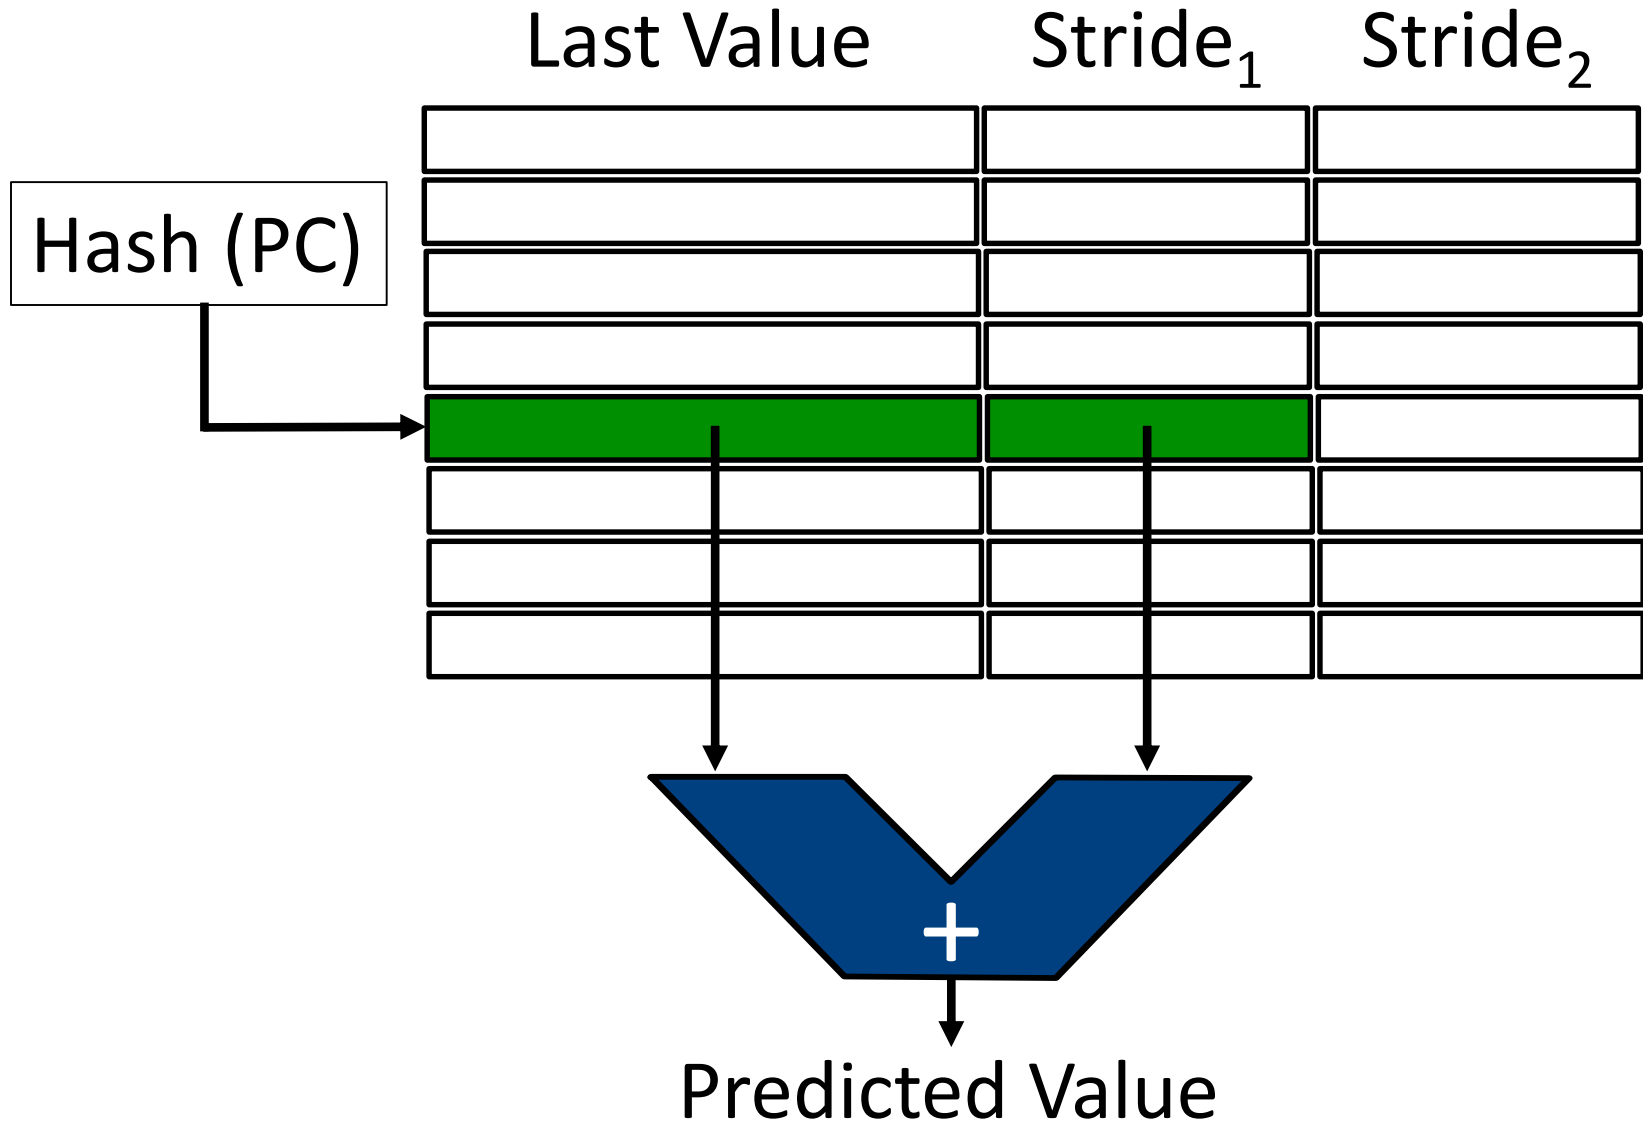 Last Value Stride₁ Stride₂
Hash (PC)
+
Predicted Value